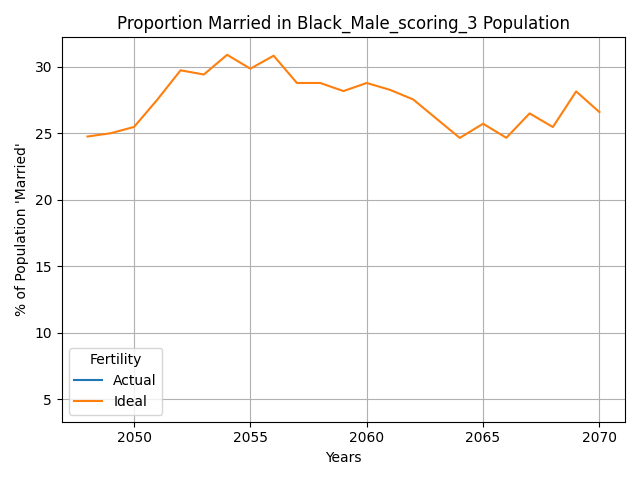 Proportion Married in Black_Male_scoring_3 Population
% of Population 'Married'
30
25
20
15
10
5
Fertility
Actual
Ideal
2050 2055 2060 2065 2070
Years